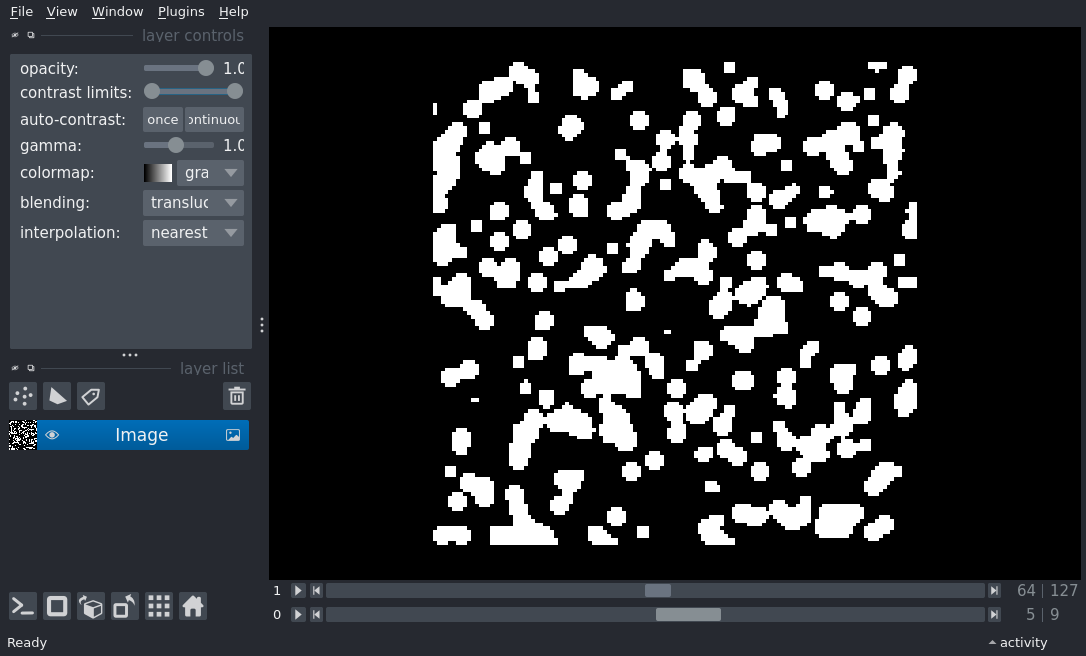 File View Window Plugins Help
layer controls
opacity: 1.0
contrast limits:
auto-contrast: once ontinuou
gamma: 1.0
colormap: gra
blending: transluc
interpolation: nearest
layer list
Image
1 64 127
0 5 9
Ready activity